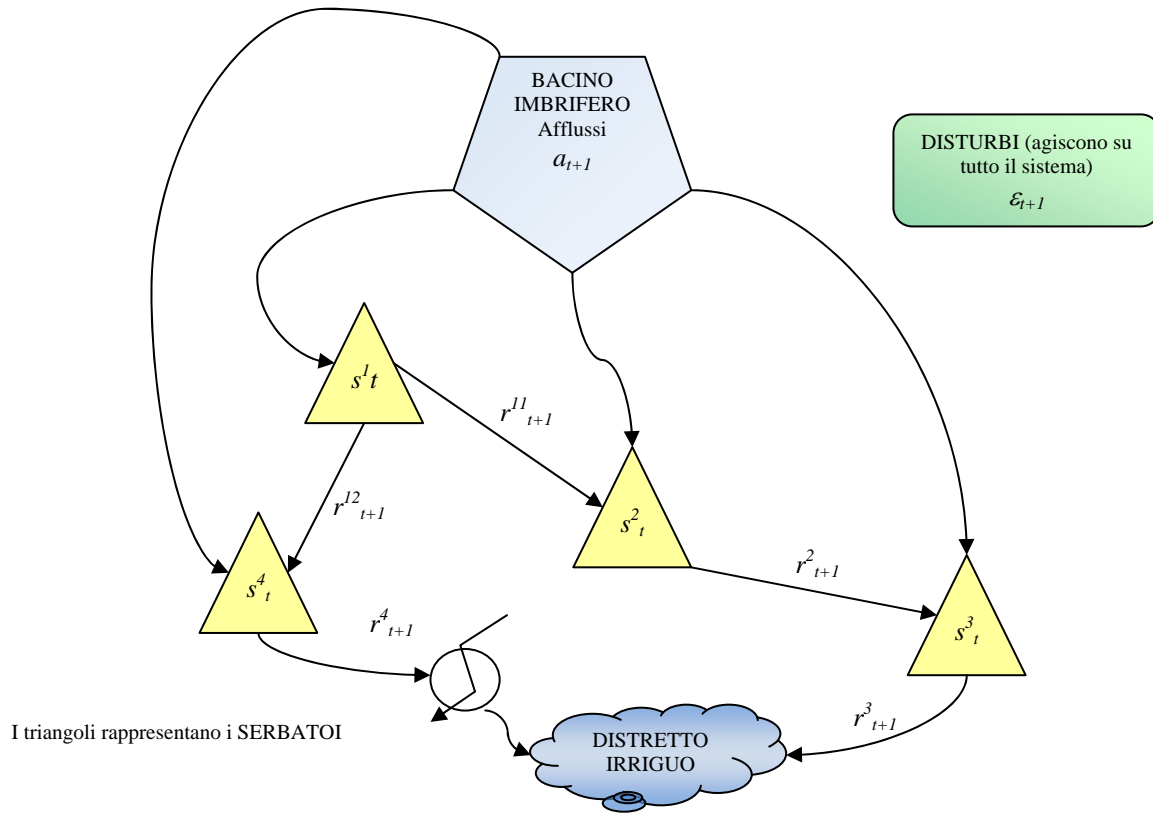 BACINO
IMBRIFERO
Afflussi
a_{t+1}
DISTURBI (agiscono su
tutto il sistema)
ε_{t+1}
s^1t
r^{11}_{t+1}
r^{12}_{t+1}
s^2_t
r^2_{t+1}
s^4_t
r^4_{t+1}
s^3_t
r^3_{t+1}
I triangoli rappresentano i SERBATOI
DISTRETTO
IRRIGUO